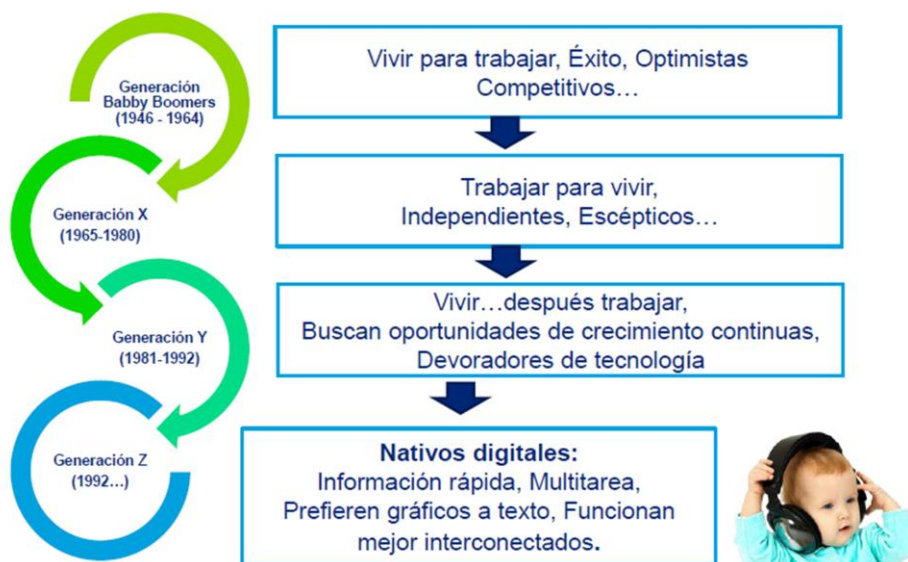 Generación
Babby Boomers
(1946 - 1964)
Vivir para trabajar, Éxito, Optimistas
Competitivos…
Generación X
(1965-1980)
Trabajar para vivir,
Independientes, Escépticos…
Generación Y
(1981-1992)
Vivir…después trabajar,
Buscan oportunidades de crecimiento continuas,
Devoradores de tecnología
Generación Z
(1992...)
Nativos digitales:
Información rápida, Multitarea,
Prefieren gráficos a texto, Funcionan
mejor interconectados.